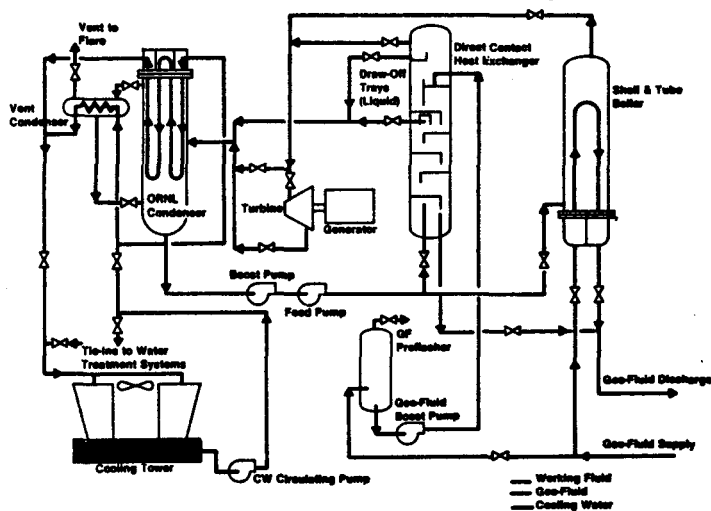 Vent to
Flare
Vent
Condenser
ORNL
Condenser
Direct Contact
Heat Exchanger
Draw-Off
Trays
(Liquid)
Shell & Tube
Boiler
Turbine
Generator
Boost Pump
Feed Pump
Tie-ins to Water
Treatment Systems
GF
Preflasher
Geo-Fluid
Boost Pump
Geo-Fluid Discharge
Geo-Fluid Supply
Cooling Tower
CW Circulating Pump
Working Fluid
Geo-Fluid
Cooling Water